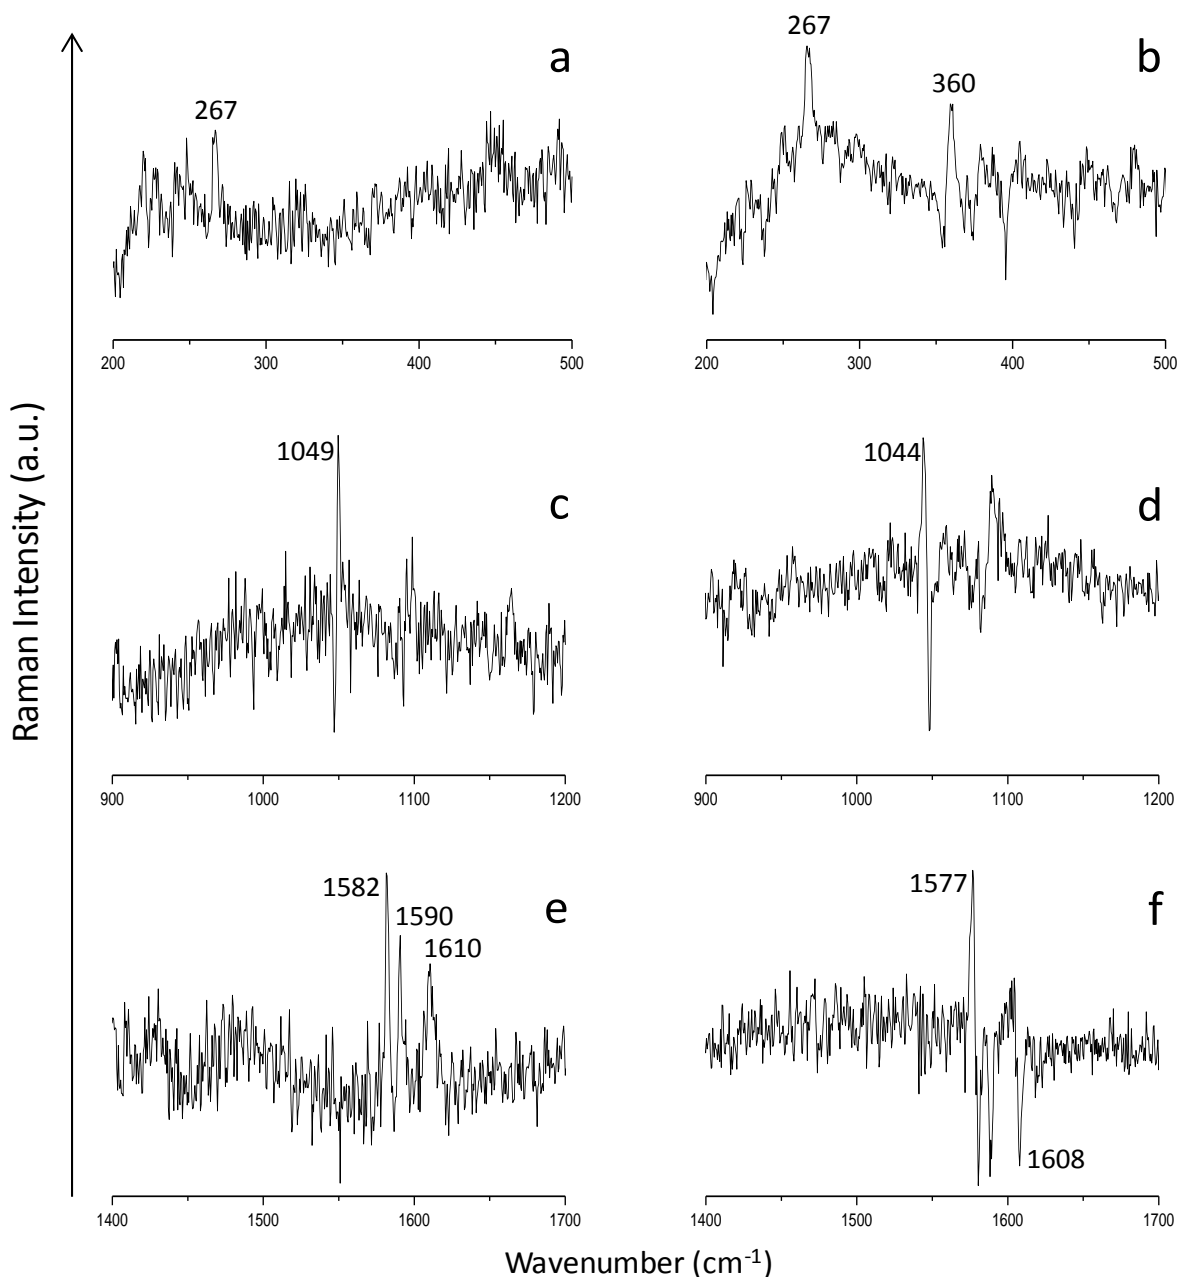 267
a
267
360
b
200 300 400 500
200 300 400 500
1049
c
1044
d
900 1000 1100 1200
900 1000 1100 1200
1582
1590
1610
e
1577
1608
f
1400 1500 1600 1700
1400 1500 1600 1700
Raman Intensity (a.u.)
Wavenumber (cm⁻¹)